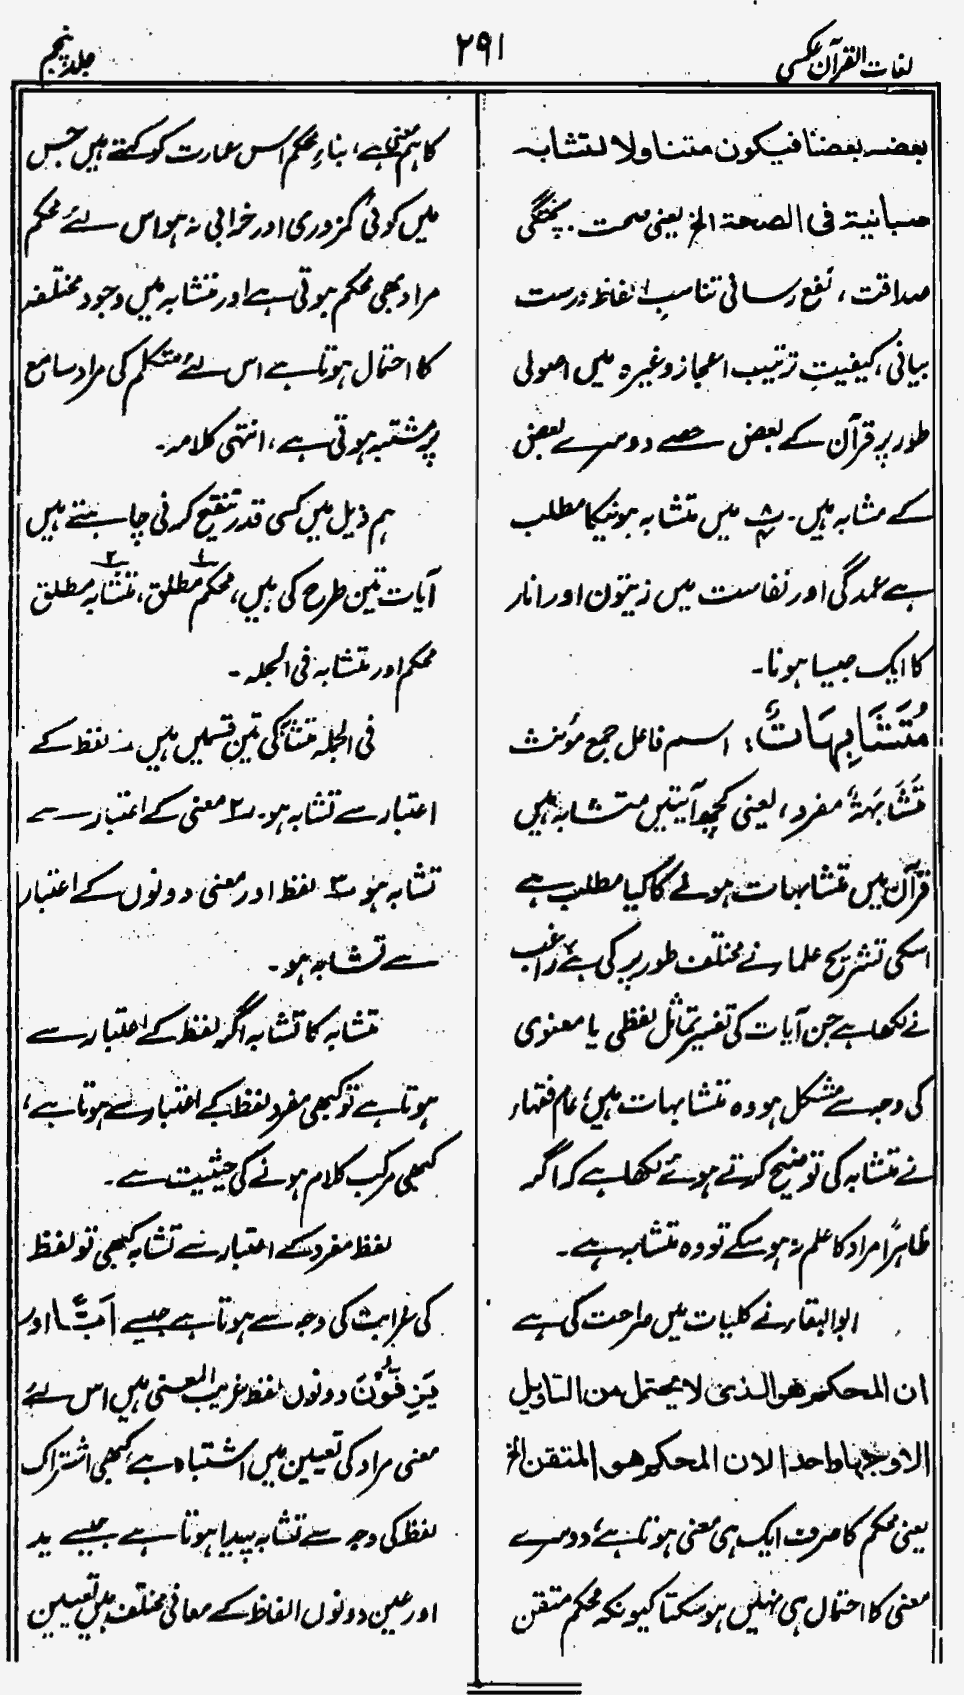 لغات القرآن عکسی
۲۹۱
جلد پنجم
بعضہ بعضا فیکون متناولا لتشابہ
حسبانیۃ فی الصحۃ الخ یعنی صحت، پختگی
صداقت، نفع رسانی تناسبِ الفاظ درست
بیانی، کیفیتِ ترتیب اعجاز وغیرہ میں اصولی
طور پر قرآن کے بعض حصے دوسرے بعض
کے مشابہ ہیں۔ میں متشابہ ہونیکا مطلب
ہے عمدگی اور نفاست میں زیتون اور انار
کا ایک جیسا ہونا۔
مُتَشَابِہَاتٌ: اسم فاعل جمع مؤنث
مفرد، یعنی کچھ آیتیں متشابہ ہیں
قرآن میں متشابہات ہونے کا کیا مطلب ہے
اسکی تشریح علماء نے مختلف طور پر کی ہے، راغب
نے لکھا ہے جن آیات کی تفسیر تماثل لفظی یا معنوی
کی وجہ سے مشکل ہو وہ متشابہات ہیں، عام فقہاء
نے متشابہ کی توضیح کرتے ہوئے لکھا ہے کہ اگر
ظاہراً مراد کا علم نہ ہو سکے تو وہ متشابہ ہے۔
ابو البقاء نے کلیات میں صراحت کی ہے
ان المحکم ھو الذی لا یحتمل من التاویل
الا وجھا واحدا لان المحکم ھو المتقن الخ
یعنی محکم کا صرف ایک ہی معنی ہوتا ہے، دوسرے
معنی کا احتمال ہی نہیں ہو سکتا کیونکہ محکم متقن
کا ہم معنی ہے، بناءِ محکم اس عمارت کو کہتے ہیں جس
میں کوئی کمزوری اور خرابی نہ ہو اس لئے محکم
مراد بھی محکم ہوتی ہے اور متشابہ میں وجوہ مختلفہ
کا احتمال ہوتا ہے اس لئے متکلم کی مراد سامع
پر مشتبہ ہوتی ہے، انتہی کلامہ۔
ہم ذیل میں کسی قدر تنقیح کرنی چاہتے ہیں
آیات تین طرح کی ہیں، محکم مطلق، متشابہ مطلق
محکم اور متشابہ فی الجملہ۔
فی الجملہ متشابہ کی تین قسمیں ہیں ۱ لفظ کے
اعتبار سے تشابہ ہو۔ ۲ معنی کے اعتبار سے
تشابہ ہو ۳ لفظ اور معنی دونوں کے اعتبار
سے تشابہ ہو۔
متشابہ کا تشابہ اگر لفظ کے اعتبار سے
ہوتا ہے تو کبھی مفرد لفظ کے اعتبار سے ہوتا ہے،
کبھی مرکب کلام ہونے کی حیثیت سے۔
لفظ مفرد کے اعتبار سے تشابہ کبھی تو لفظ
کی غرابت کی وجہ سے ہوتا ہے جیسے اَبًّا اور
یَزِفُّوْنَ دونوں لفظ غریب المعنی ہیں اس لئے
معنی مراد کی تعیین میں اشتباہ ہے، کبھی اشتراک
لفظ کی وجہ سے تشابہ پیدا ہوتا ہے جیسے ید
اور عین دونوں الفاظ کے معانی مختلف ہیں تعیین